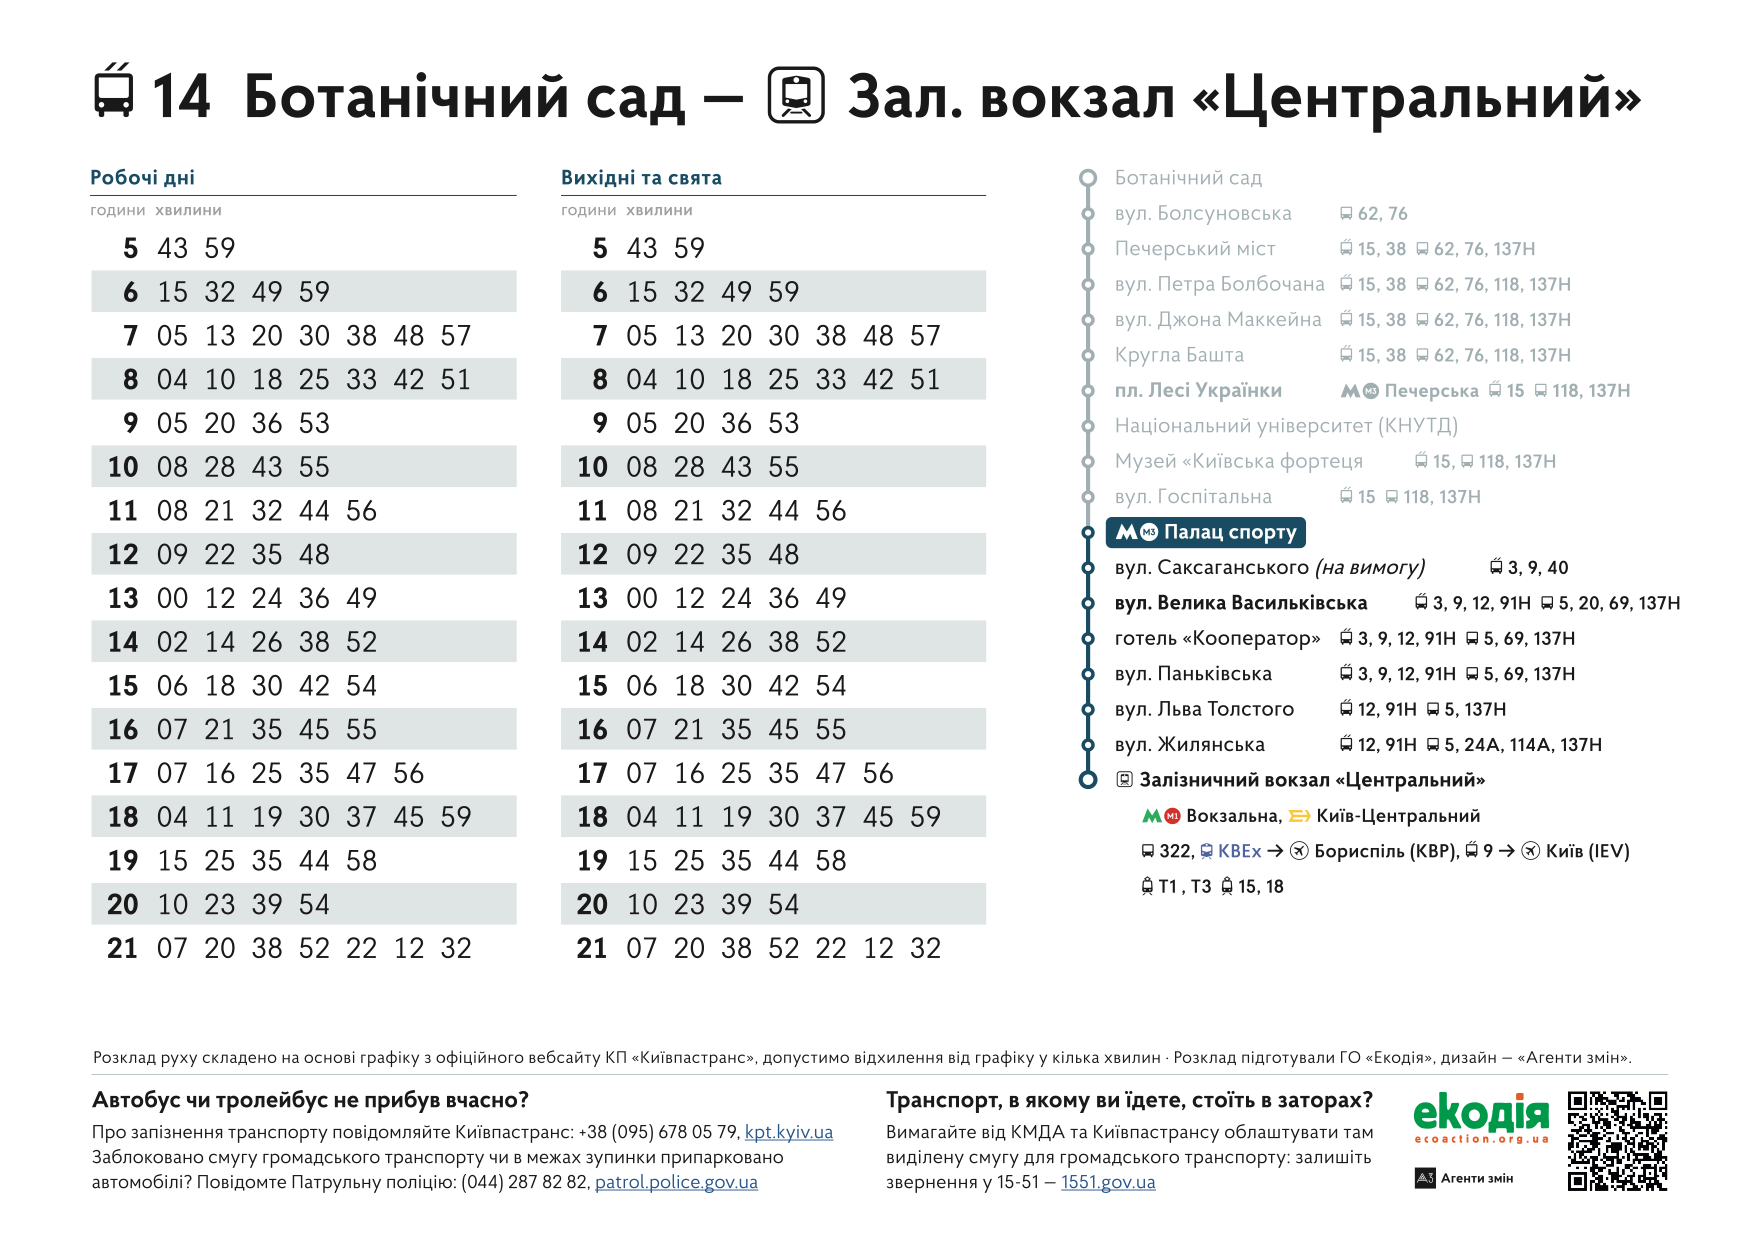 14 Ботанічний сад — Зал. вокзал «Центральний»
Робочі дні
години хвилини
5 43 59
6 15 32 49 59
7 05 13 20 30 38 48 57
8 04 10 18 25 33 42 51
9 05 20 36 53
10 08 28 43 55
11 08 21 32 44 56
12 09 22 35 48
13 00 12 24 36 49
14 02 14 26 38 52
15 06 18 30 42 54
16 07 21 35 45 55
17 07 16 25 35 47 56
18 04 11 19 30 37 45 59
19 15 25 35 44 58
20 10 23 39 54
21 07 20 38 52 22 12 32
Вихідні та свята
години хвилини
5 43 59
6 15 32 49 59
7 05 13 20 30 38 48 57
8 04 10 18 25 33 42 51
9 05 20 36 53
10 08 28 43 55
11 08 21 32 44 56
12 09 22 35 48
13 00 12 24 36 49
14 02 14 26 38 52
15 06 18 30 42 54
16 07 21 35 45 55
17 07 16 25 35 47 56
18 04 11 19 30 37 45 59
19 15 25 35 44 58
20 10 23 39 54
21 07 20 38 52 22 12 32
Ботанічний сад
вул. Болсуновська 62, 76
Печерський міст 15, 38 62, 76, 137Н
вул. Петра Болбочана 15, 38 62, 76, 118, 137Н
вул. Джона Маккейна 15, 38 62, 76, 118, 137Н
Кругла Башта 15, 38 62, 76, 118, 137Н
пл. Лесі Українки М М3 Печерська 15 118, 137Н
Національний університет (КНУТД)
Музей «Київська фортеця 15, 118, 137Н
вул. Госпітальна 15 118, 137Н
М М3 Палац спорту
вул. Саксаганського (на вимогу) 3, 9, 40
вул. Велика Васильківська 3, 9, 12, 91Н 5, 20, 69, 137Н
готель «Кооператор» 3, 9, 12, 91Н 5, 69, 137Н
вул. Паньківська 3, 9, 12, 91Н 5, 69, 137Н
вул. Льва Толстого 12, 91Н 5, 137Н
вул. Жилянська 12, 91Н 5, 24А, 114А, 137Н
Залізничний вокзал «Центральний»
М М1 Вокзальна, Київ-Центральний
322, KBEx → Бориспіль (KBP), 9 → Київ (IEV)
Т1 , Т3 15, 18
Розклад руху складено на основі графіку з офіційного вебсайту КП «Київпастранс», допустимо відхилення від графіку у кілька хвилин · Розклад підготували ГО «Екодія», дизайн — «Агенти змін».
Автобус чи тролейбус не прибув вчасно?
Про запізнення транспорту повідомляйте Київпастранс: +38 (095) 678 05 79, kpt.kyiv.ua
Заблоковано смугу громадського транспорту чи в межах зупинки припарковано
автомобілі? Повідомте Патрульну поліцію: (044) 287 82 82, patrol.police.gov.ua
Транспорт, в якому ви їдете, стоїть в заторах?
Вимагайте від КМДА та Київпастрансу облаштувати там
виділену смугу для громадського транспорту: залишіть
звернення у 15-51 — 1551.gov.ua
екодія
ecoaction.org.ua
АЗ Агенти змін